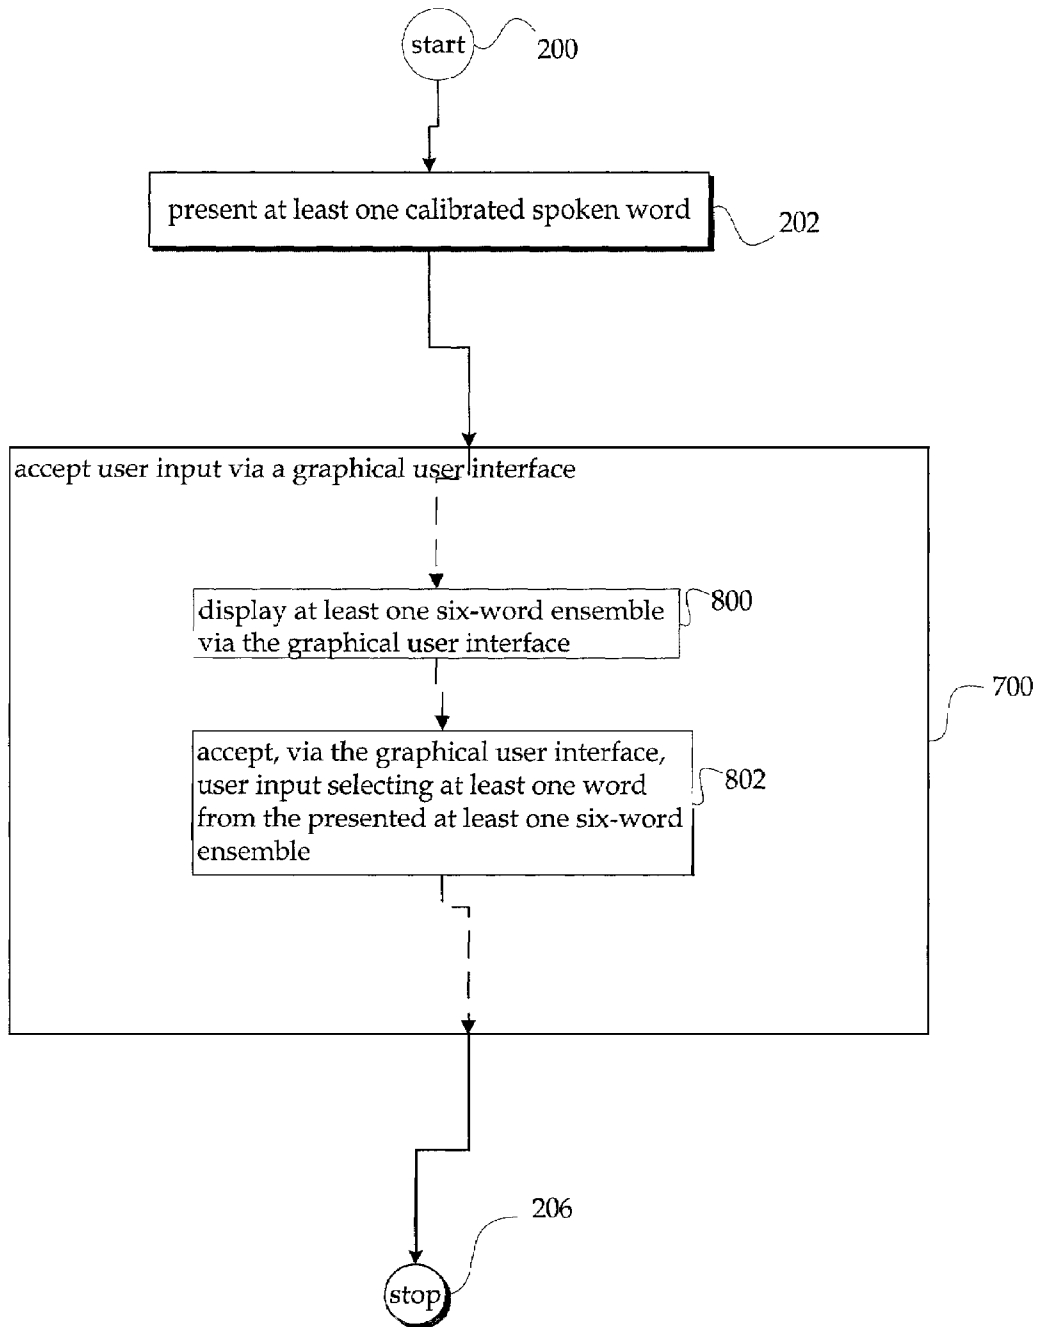 start
200
present at least one calibrated spoken word
202
accept user input via a graphical user interface
display at least one six-word ensemble
via the graphical user interface
800
700
accept, via the graphical user interface,
user input selecting at least one word
from the presented at least one six-word
ensemble
802
206
stop